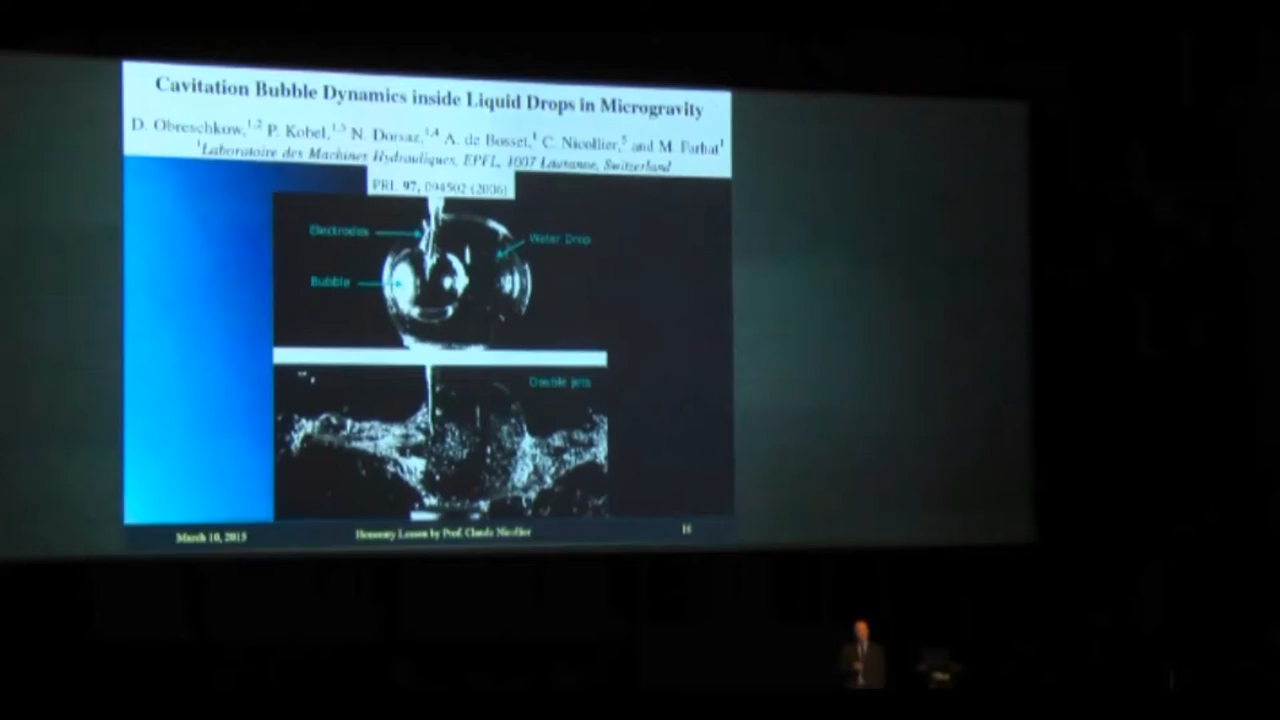 Cavitation Bubble Dynamics inside Liquid Drops in Microgravity
D. Obreschkow,1,2 P. Kobel,1,3 N. Dorsaz,1,4 A. de Bosset,1 C. Nicollier,5 and M. Farhat1
1Laboratoire des Machines Hydrauliques, EPFL, 1007 Lausanne, Switzerland
PRL 97, 094502 (2006)
Electrodes
Water Drop
Bubble
Double jets
March 10, 2015
Honorary Lesson by Prof. Claude Nicollier